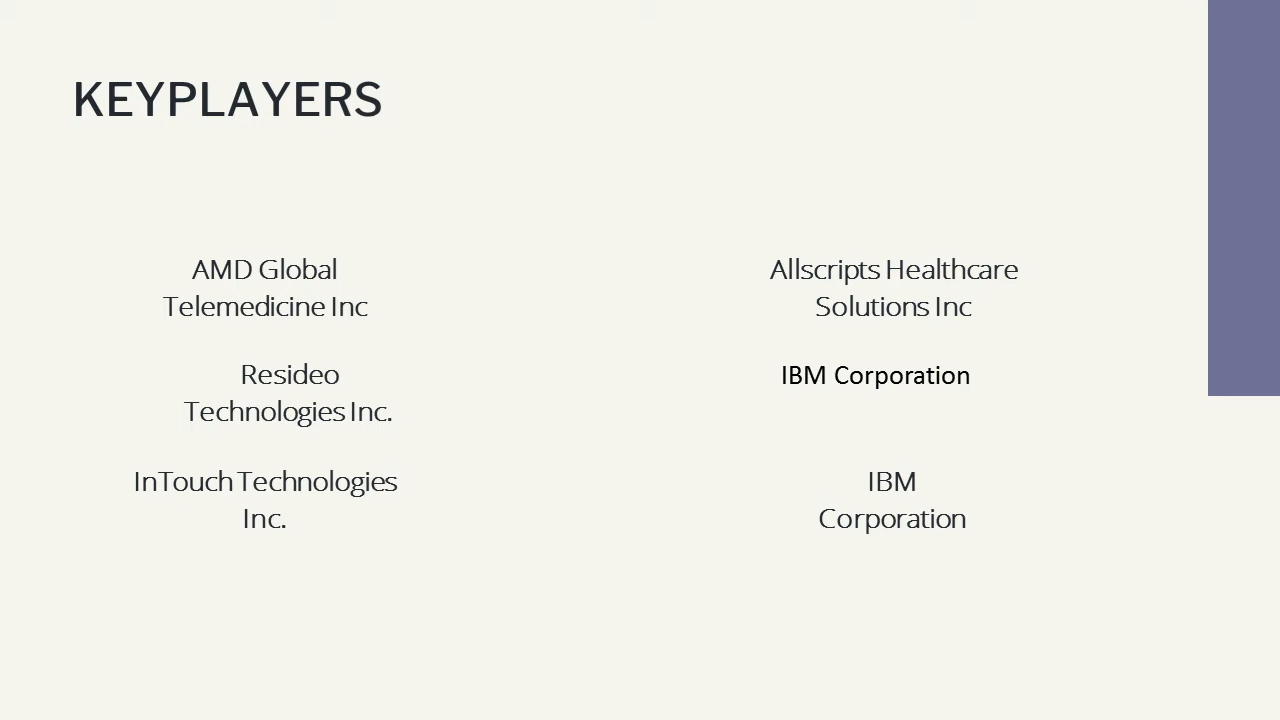 KEYPLAYERS
AMD Global
Telemedicine Inc
Allscripts Healthcare
Solutions Inc
Resideo
Technologies Inc.
IBM Corporation
InTouch Technologies
Inc.
IBM
Corporation